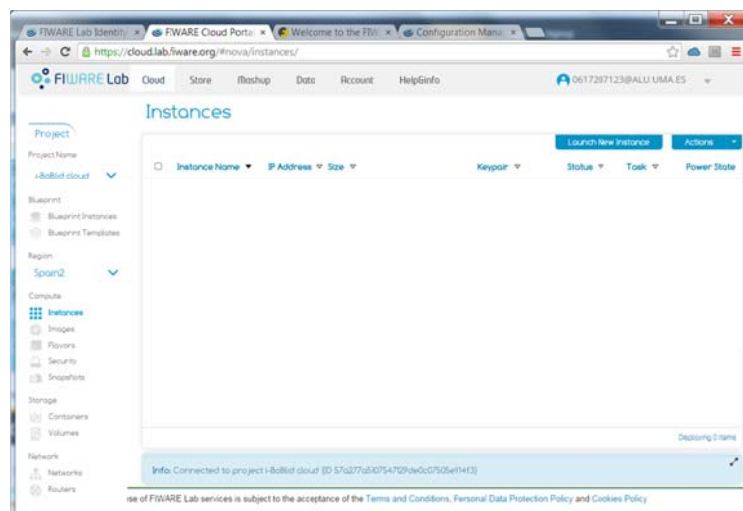 FIWARE Lab Identity
FIWARE Cloud Portal
Welcome to the FIW
Configuration Mana
https://cloud.lab.fiware.org/#nova/instances/
FIWARE Lab
Cloud
Store
Mashup
Data
Account
Help&Info
0617287123@ALU.UMA.ES
Instances
Project
Project Name
i-BaBlid cloud
Blueprint
Blueprint Instances
Blueprint Templates
Region
Spain2
Compute
Instances
Images
Flavors
Security
Snapshots
Storage
Containers
Volumes
Network
Networks
Routers
Launch New Instance
Actions
Instance Name
IP Address
Size
Keypair
Status
Task
Power State
Displaying 0 items
Info: Connected to project i-BaBlid cloud (ID
use of FIWARE Lab services is subject to the acceptance of the Terms and Conditions, Personal Data Protection Policy and Cookies Policy